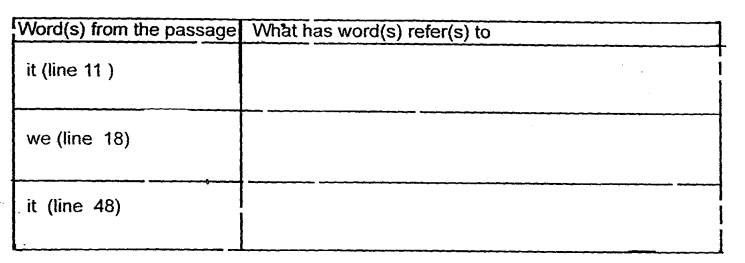 Word(s) from the passage What has word(s) refer(s) to
it (line 11 )
we (line 18)
it (line 48)